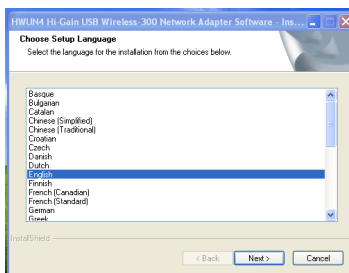 HWUN4 Hi-Gain USB Wireless-300 Network Adapter Software - Ins...
Choose Setup Language
Select the language for the installation from the choices below.
Basque
Bulgarian
Catalan
Chinese (Simplified)
Chinese (Traditional)
Croatian
Czech
Danish
Dutch
English
Finnish
French (Canadian)
French (Standard)
German
Greek
InstallShield
< Back
Next >
Cancel